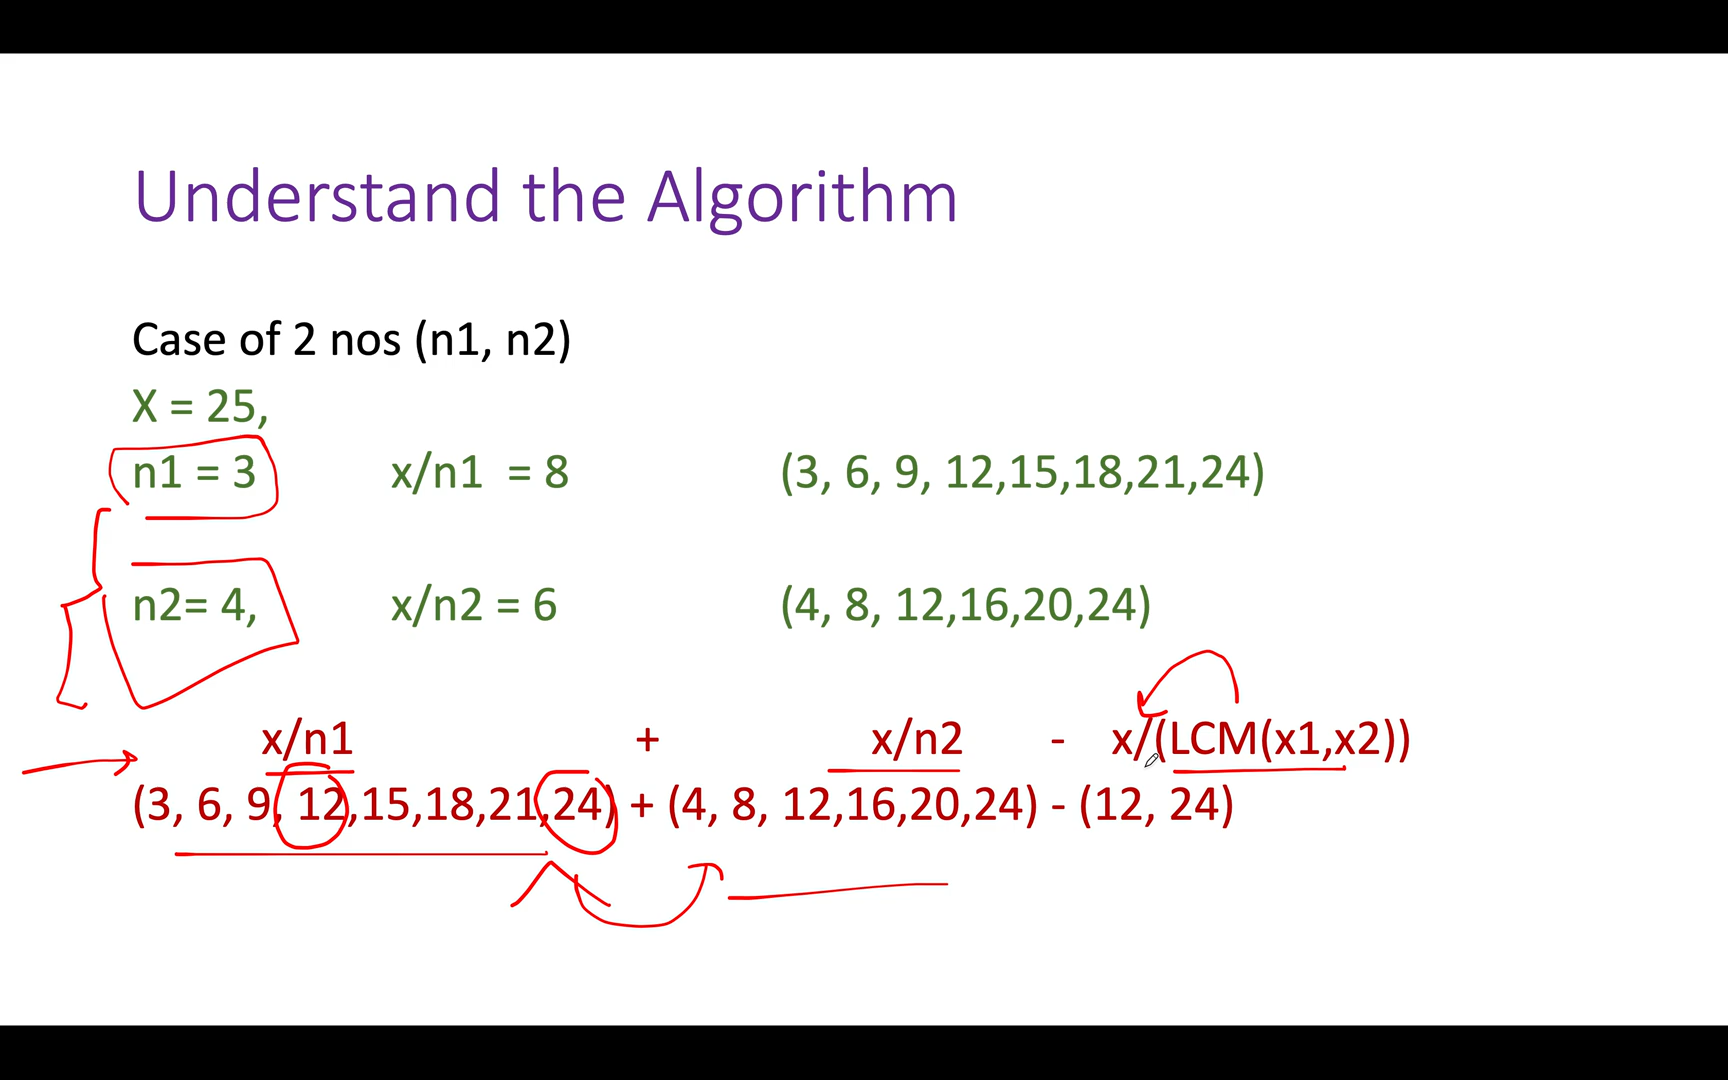 Understand the Algorithm
Case of 2 nos (n1, n2)
X = 25,
n1 = 3 x/n1 = 8 (3, 6, 9, 12,15,18,21,24)
n2= 4, x/n2 = 6 (4, 8, 12,16,20,24)
x/n1 + x/n2 - x/(LCM(x1,x2))
(3, 6, 9, 12,15,18,21,24) + (4, 8, 12,16,20,24) - (12, 24)